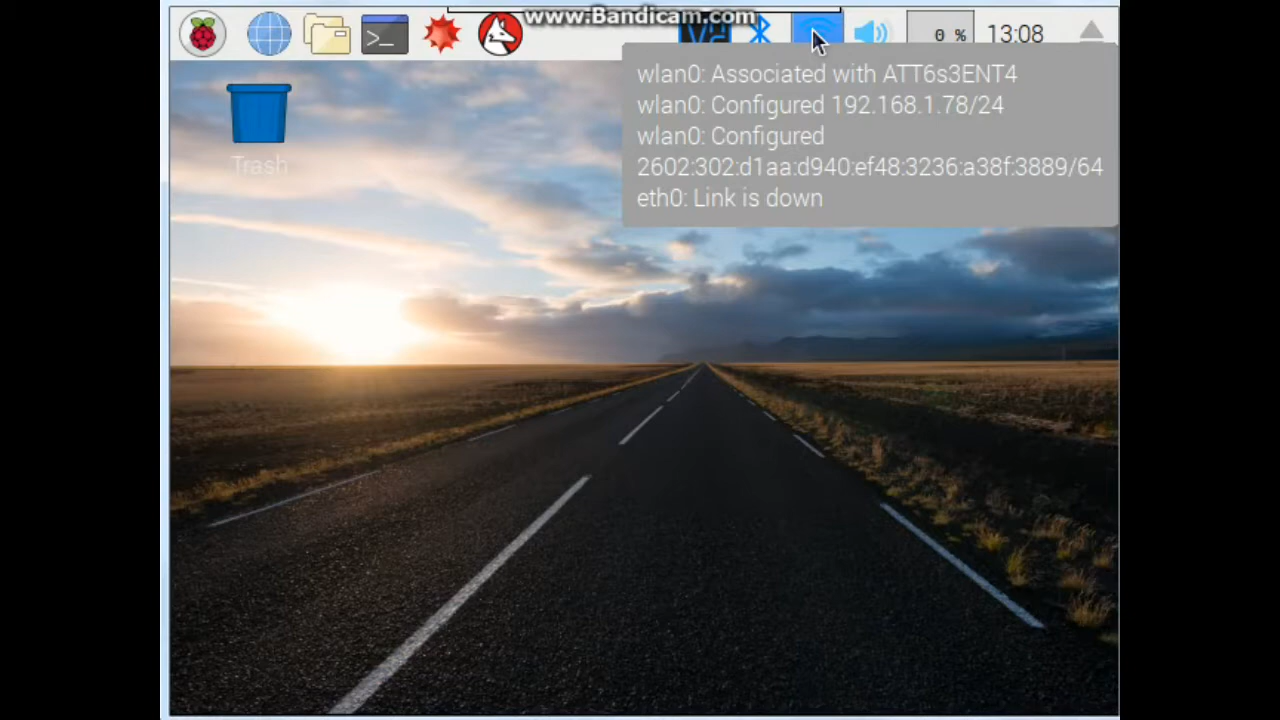 www.Bandicam.com
>_
0 %
13:08
wlan0: Associated with ATT6s3ENT4
wlan0: Configured 192.168.1.78/24
wlan0: Configured
2602:302:d1aa:d940:ef48:3236:a38f:3889/64
eth0: Link is down
Trash